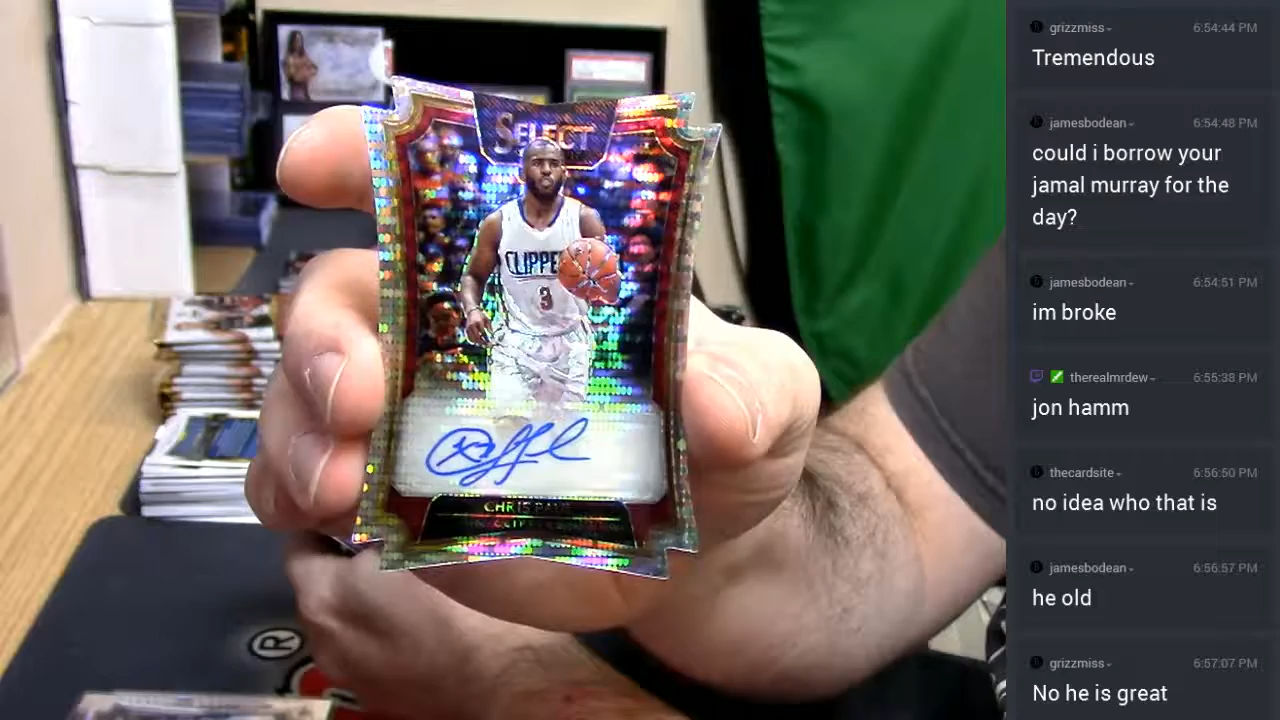 SELECT
CLIPPE
3
CHRIS PAUL
®
grizzmiss
6:54:44 PM
Tremendous
jamesbodean
6:54:48 PM
could i borrow your
jamal murray for the
day?
jamesbodean
6:54:51 PM
im broke
therealmrdew
6:55:38 PM
jon hamm
thecardsite
6:56:50 PM
no idea who that is
jamesbodean
6:56:57 PM
he old
grizzmiss
6:57:07 PM
No he is great